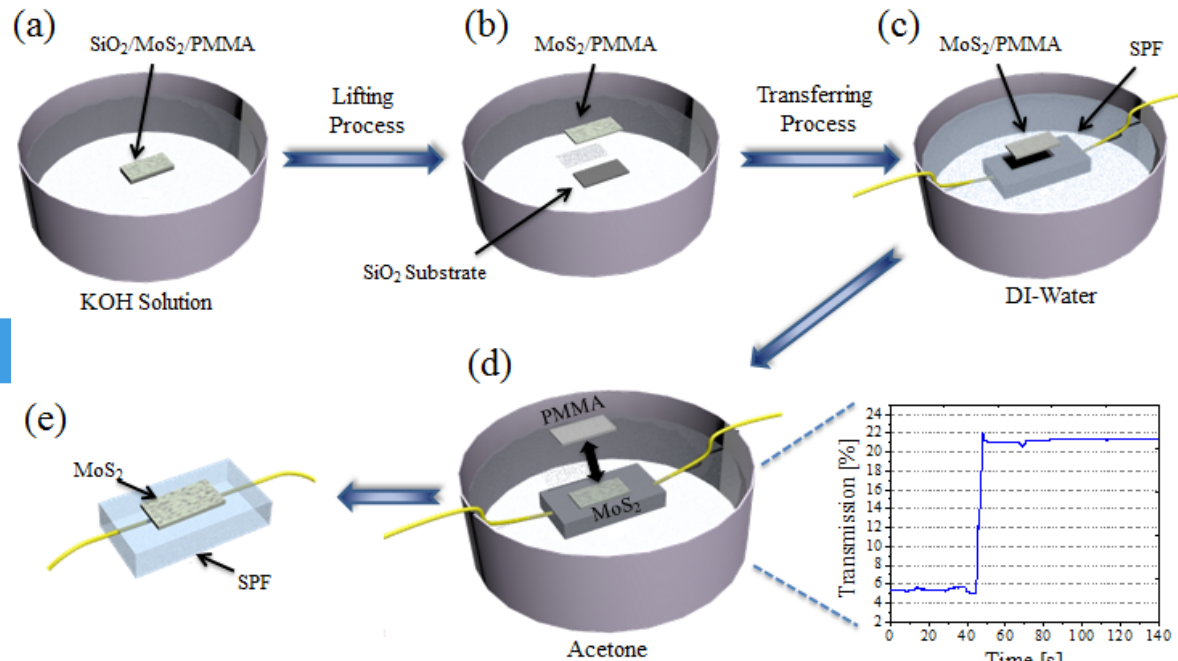 (a)
SiO₂/MoS₂/PMMA
KOH Solution
Lifting
Process
(b)
MoS₂/PMMA
SiO₂ Substrate
Transferring
Process
(c)
MoS₂/PMMA
SPF
DI-Water
(d)
PMMA
MoS₂
Acetone
(e)
MoS₂
SPF
Transmission [%]
24
22
20
18
16
14
12
10
8
6
4
2
0 20 40 60 80 100 120 140
Time [s]